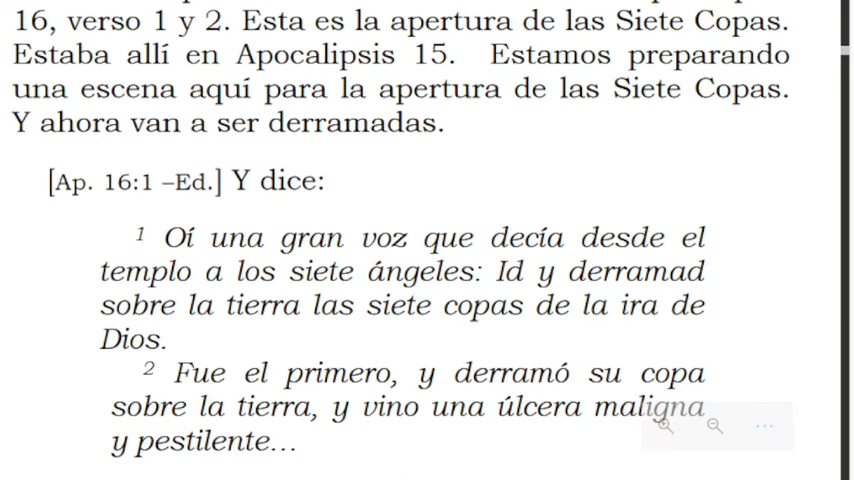 16, verso 1 y 2. Esta es la apertura de las Siete Copas.
Estaba allí en Apocalipsis 15. Estamos preparando
una escena aquí para la apertura de las Siete Copas.
Y ahora van a ser derramadas.
[Ap. 16:1 –Ed.] Y dice:
1 Oí una gran voz que decía desde el
templo a los siete ángeles: Id y derramad
sobre la tierra las siete copas de la ira de
Dios.
2 Fue el primero, y derramó su copa
sobre la tierra, y vino una úlcera maligna
y pestilente...